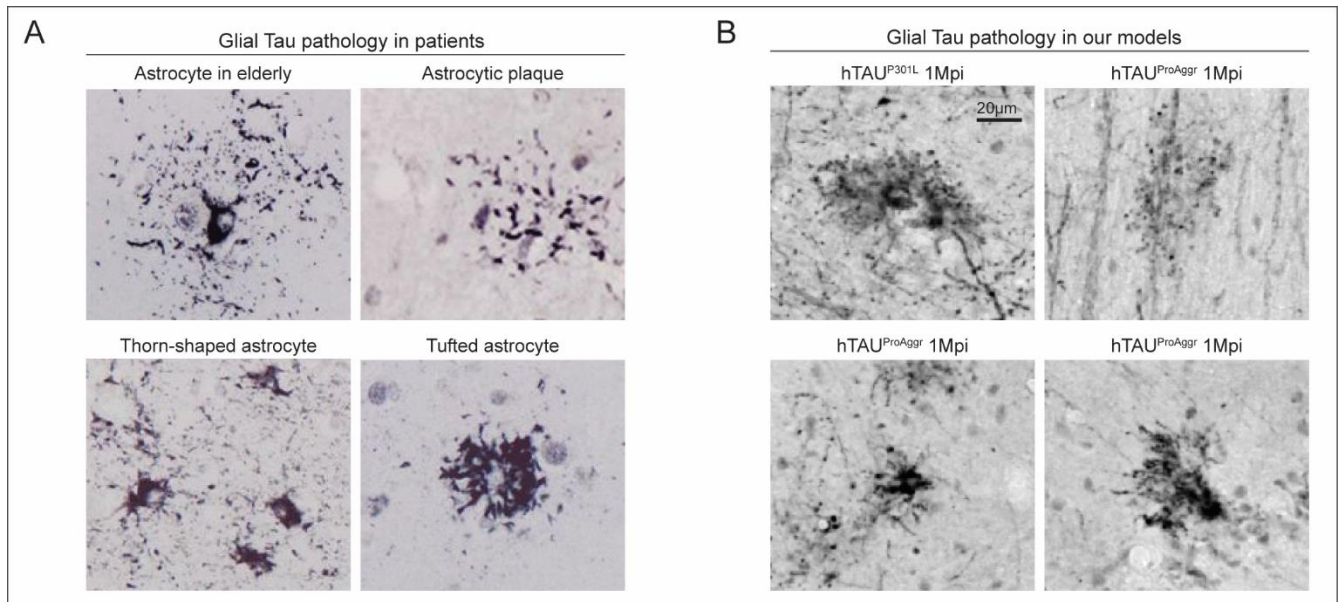 A
Glial Tau pathology in patients
Astrocyte in elderly
Astrocytic plaque
Thorn-shaped astrocyte
Tufted astrocyte
B
Glial Tau pathology in our models
hTAUᴾ³⁰¹ᴸ 1Mpi
hTAUᴾʳᵒᴬᵍᵍʳ 1Mpi
20µm
hTAUᴾʳᵒᴬᵍᵍʳ 1Mpi
hTAUᴾʳᵒᴬᵍᵍʳ 1Mpi